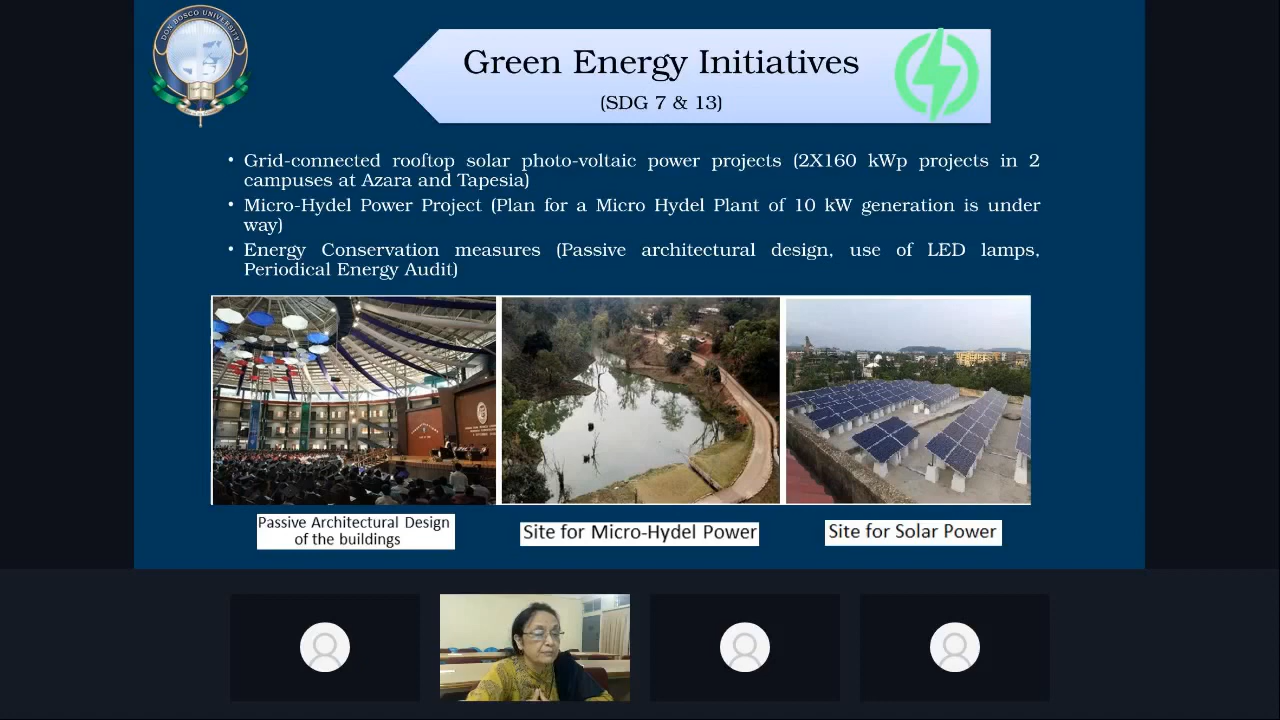 DON BOSCO UNIVERSITY
Green Energy Initiatives
(SDG 7 & 13)
• Grid-connected rooftop solar photo-voltaic power projects (2X160 kWp projects in 2
campuses at Azara and Tapesia)
• Micro-Hydel Power Project (Plan for a Micro Hydel Plant of 10 kW generation is under
way)
• Energy Conservation measures (Passive architectural design, use of LED lamps,
Periodical Energy Audit)
Passive Architectural Design
of the buildings
Site for Micro-Hydel Power
Site for Solar Power